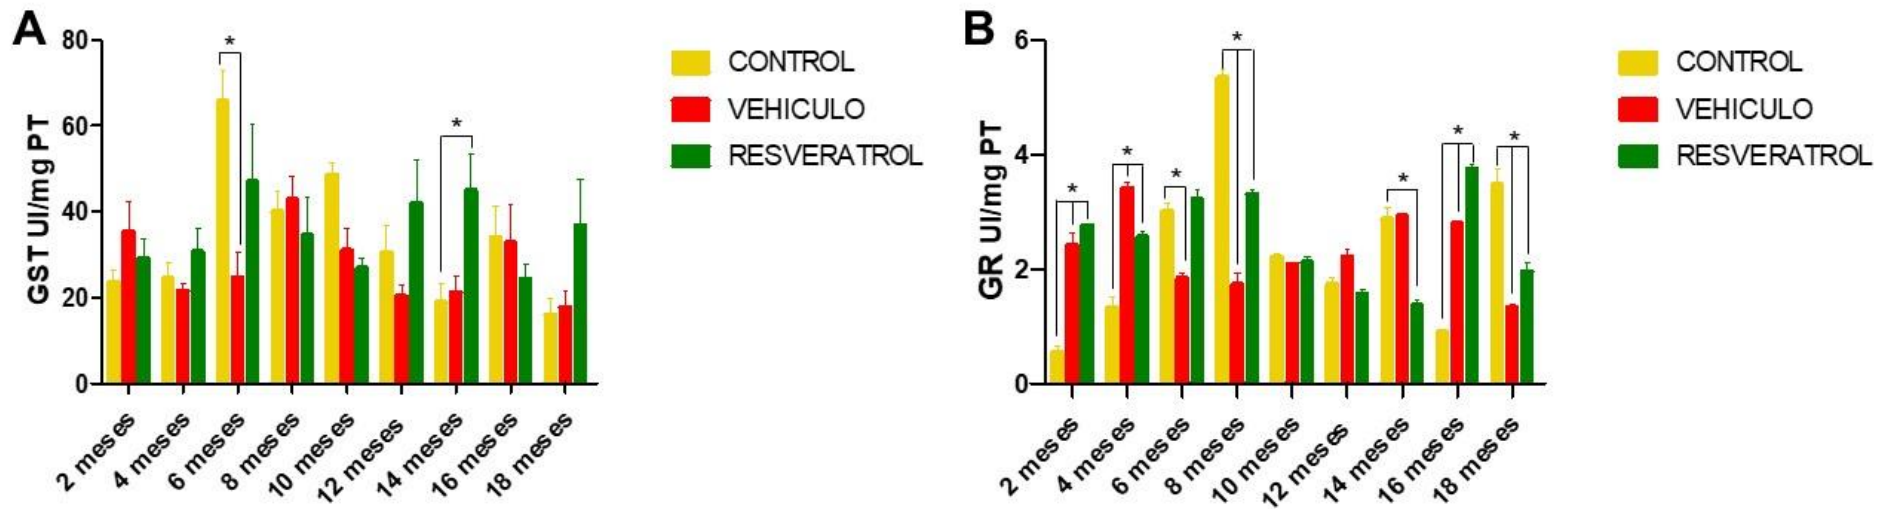 A
80
60
40
20
0
GST UI/mg PT
*
*
CONTROL
VEHICULO
RESVERATROL
2 meses
4 meses
6 meses
8 meses
10 meses
12 meses
14 meses
16 meses
18 meses
B
6
4
2
0
GR UI/mg PT
*
*
*
*
*
*
*
CONTROL
VEHICULO
RESVERATROL
2 meses
4 meses
6 meses
8 meses
10 meses
12 meses
14 meses
16 meses
18 meses